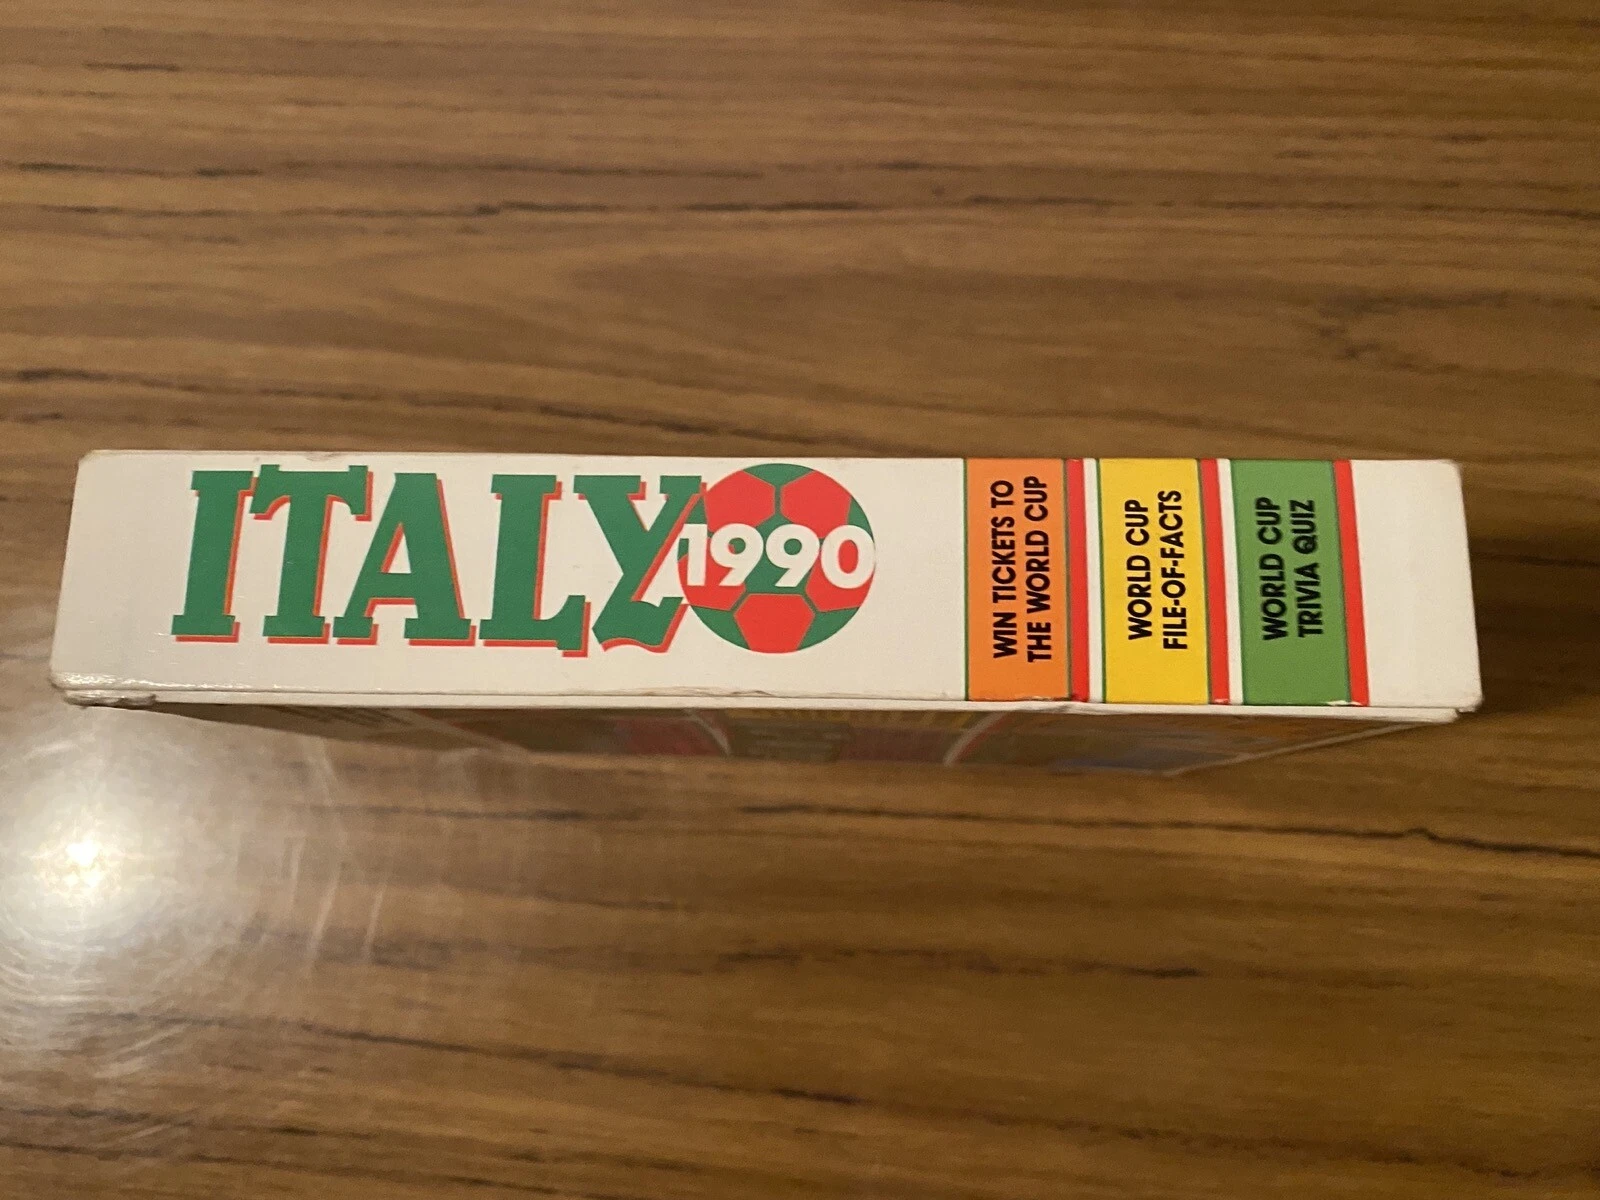 ITALY
1990
WIN TICKETS TO
THE WORLD CUP
WORLD CUP
FILE-OF-FACTS
WORLD CUP
TRIVIA QUIZ